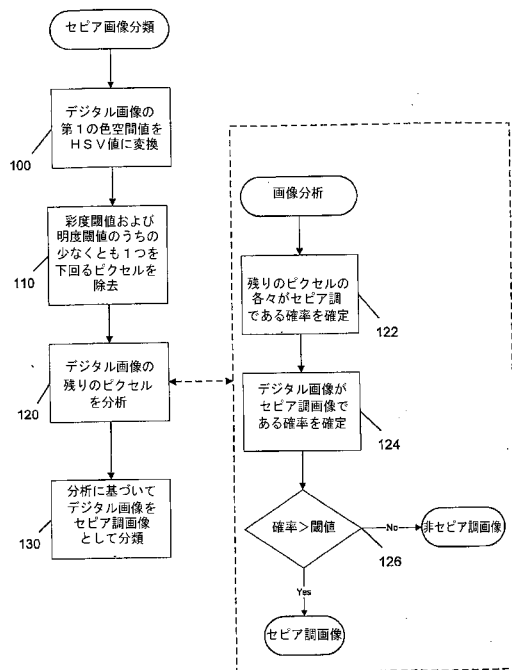 セピア画像分類
デジタル画像の
第1の色空間値を
HSV値に変換
100
彩度閾値および
明度閾値のうちの
少なくとも1つを
下回るピクセルを
除去
110
デジタル画像の
残りのピクセル
を分析
120
分析に基づいて
デジタル画像を
セピア調画像
として分類
130
画像分析
残りのピクセルの
各々がセピア調
である確率を確定
122
デジタル画像が
セピア調画像で
ある確率を確定
124
確率>閾値
126
No
非セピア調画像
Yes
セピア調画像